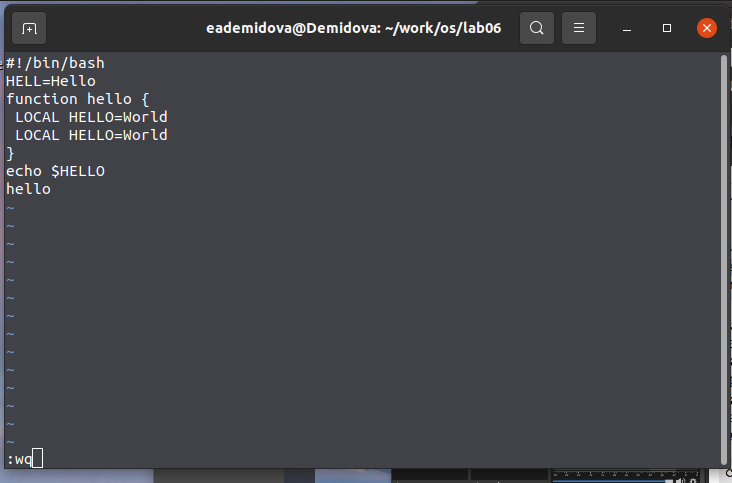 eademidova@Demidova: ~/work/os/lab06
#!/bin/bash
HELL=Hello
function hello {
 LOCAL HELLO=World
 LOCAL HELLO=World
}
echo $HELLO
hello
~
~
~
~
~
~
~
~
~
~
~
~
~
~
:wq